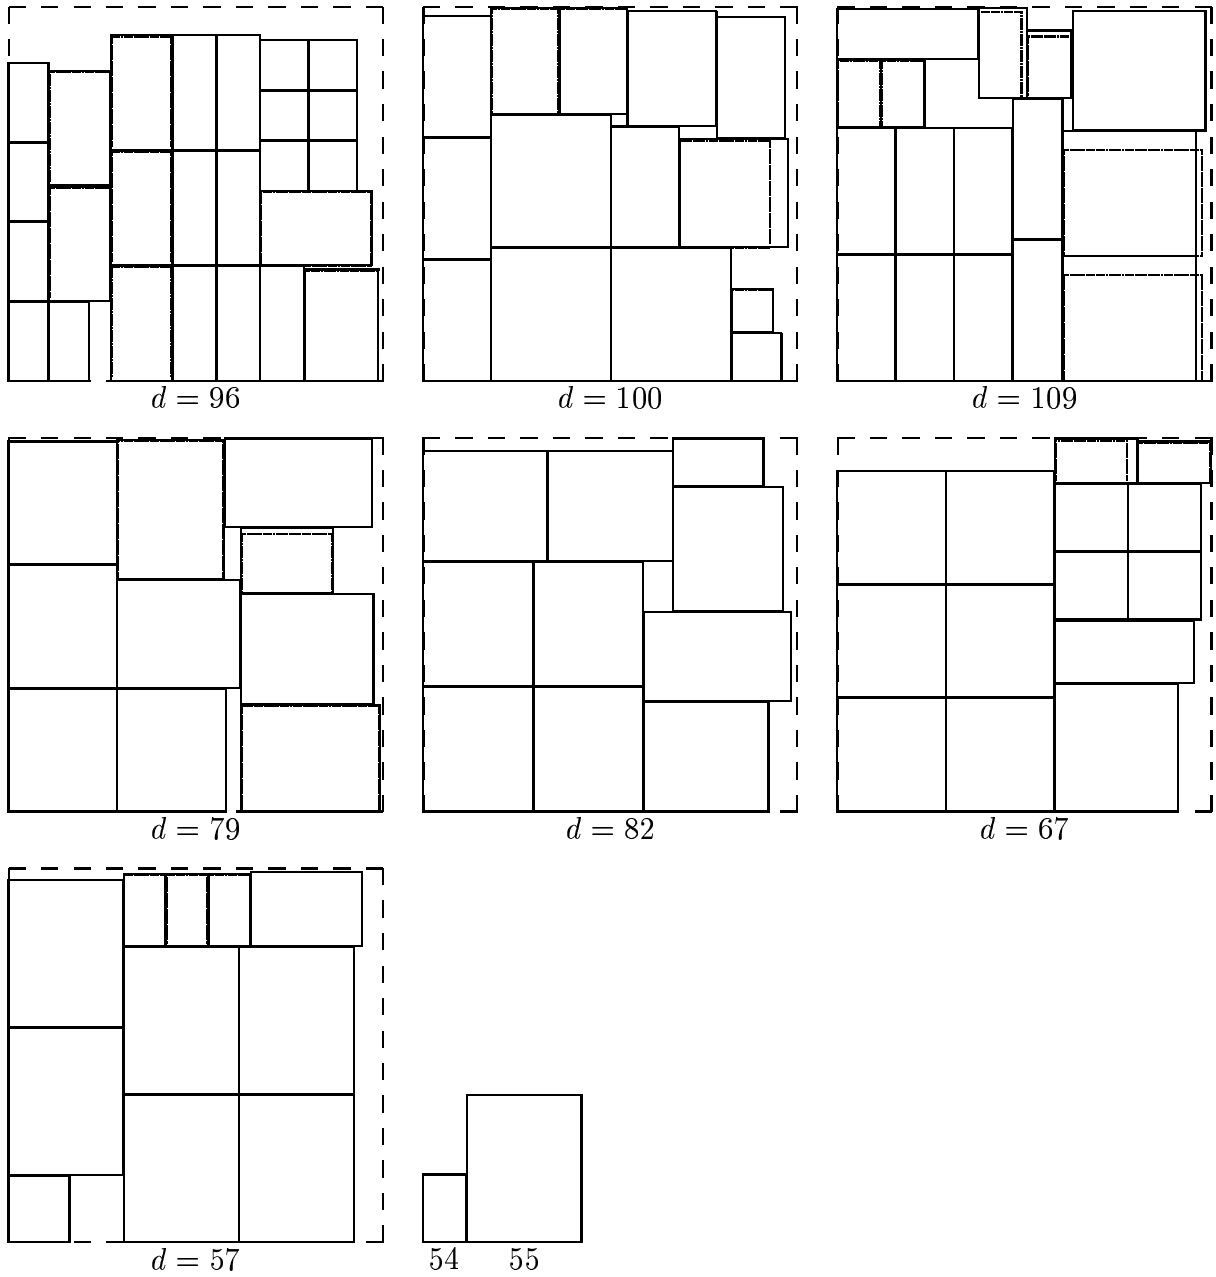 d = 96 d = 100 d = 109
d = 79 d = 82 d = 67
d = 57 54 55